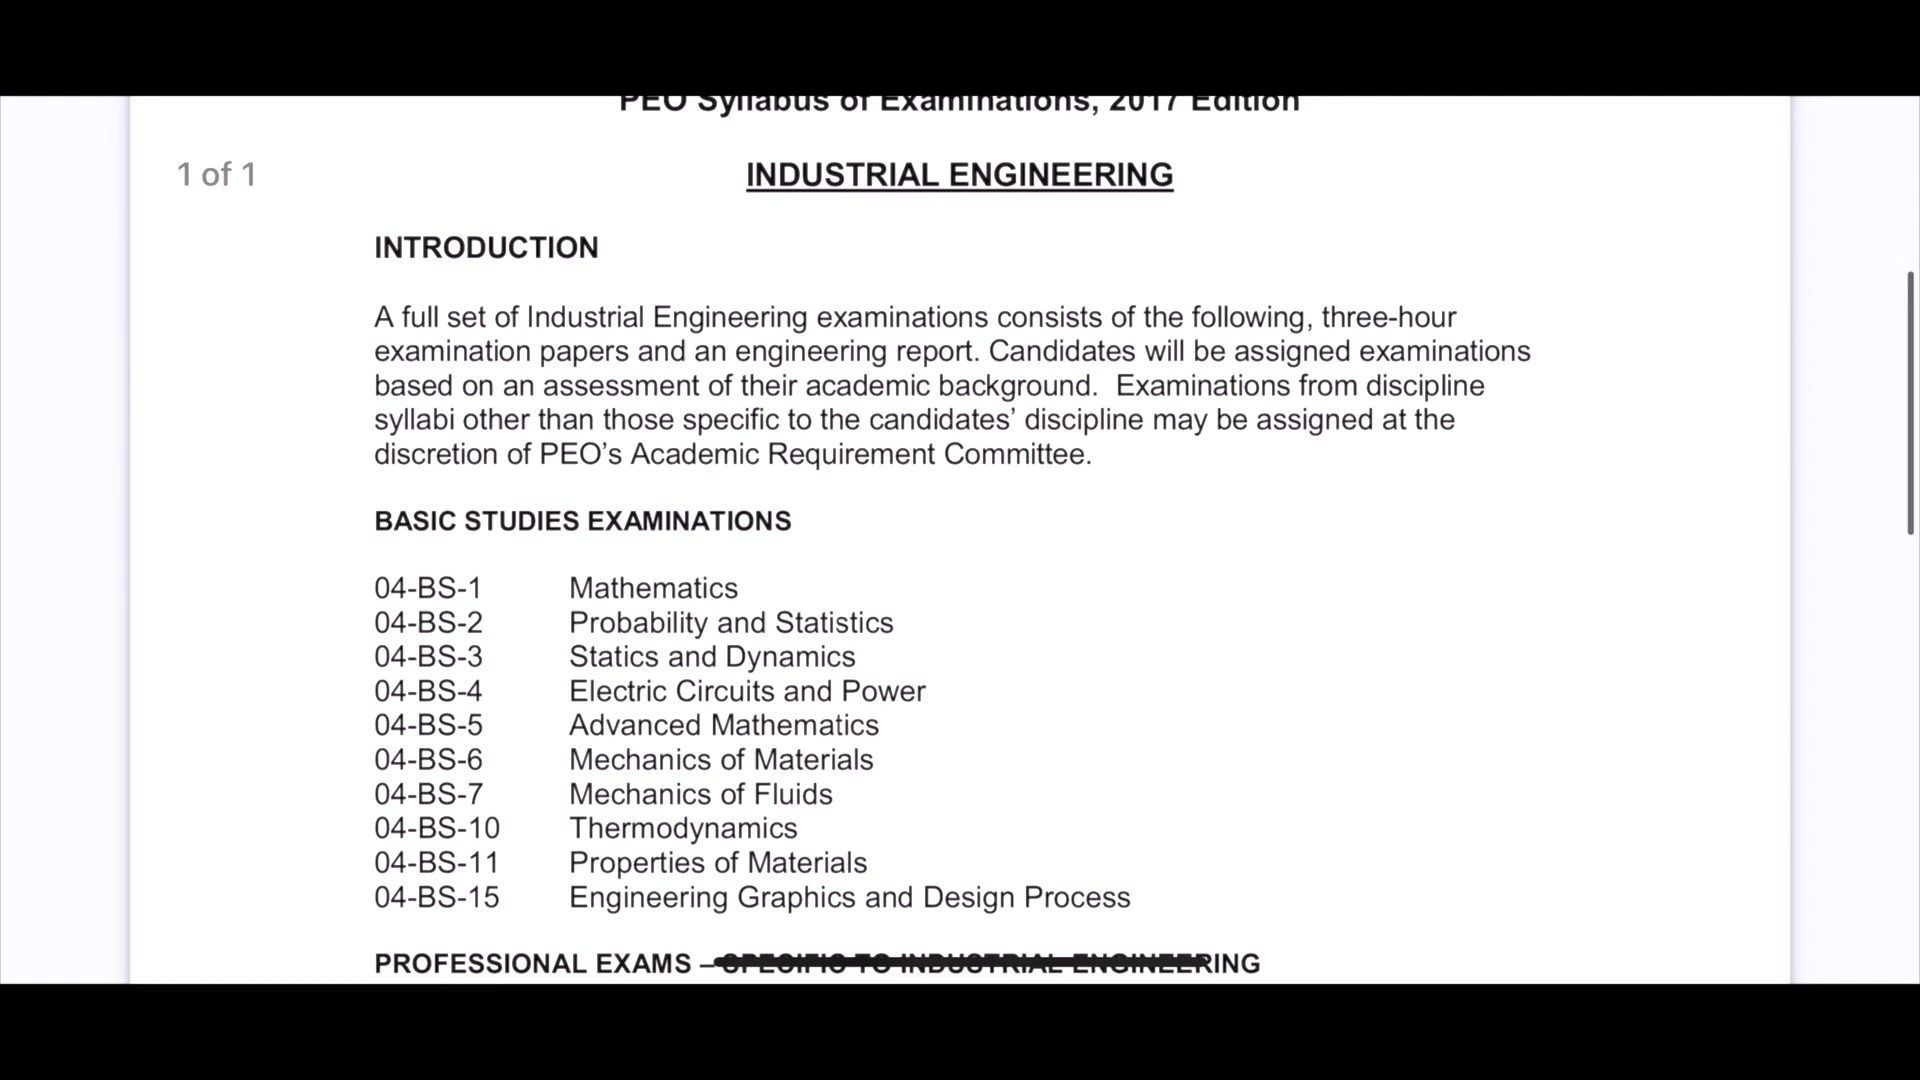 PEO Syllabus of Examinations, 2017 Edition
1 of 1
INDUSTRIAL ENGINEERING
INTRODUCTION
A full set of Industrial Engineering examinations consists of the following, three-hour
examination papers and an engineering report. Candidates will be assigned examinations
based on an assessment of their academic background.  Examinations from discipline
syllabi other than those specific to the candidates’ discipline may be assigned at the
discretion of PEO’s Academic Requirement Committee.
BASIC STUDIES EXAMINATIONS
04-BS-1 Mathematics
04-BS-2 Probability and Statistics
04-BS-3 Statics and Dynamics
04-BS-4 Electric Circuits and Power
04-BS-5 Advanced Mathematics
04-BS-6 Mechanics of Materials
04-BS-7 Mechanics of Fluids
04-BS-10 Thermodynamics
04-BS-11 Properties of Materials
04-BS-15 Engineering Graphics and Design Process
PROFESSIONAL EXAMS – SPECIFIC TO INDUSTRIAL ENGINEERING